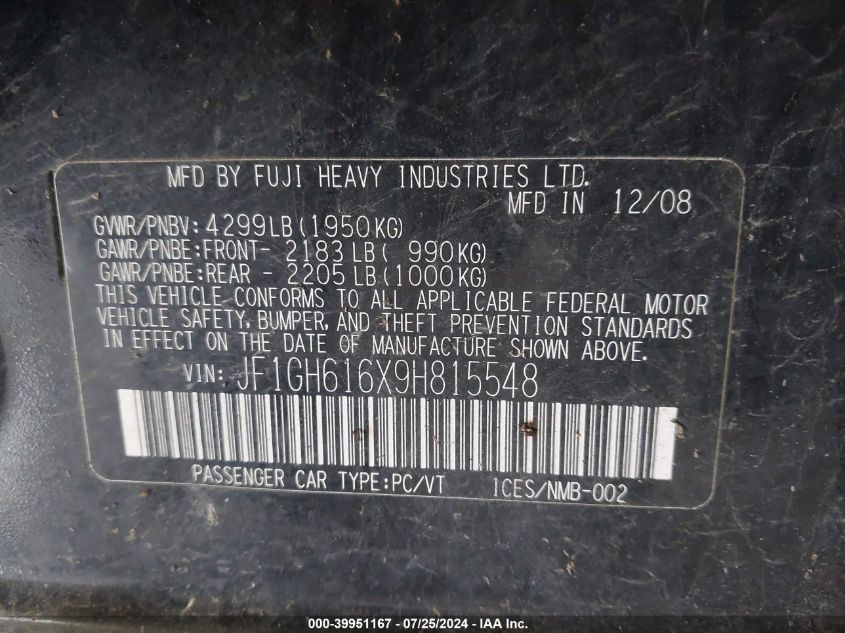 MFD BY FUJI HEAVY INDUSTRIES LTD.
MFD IN 12/08
GVWR/PNBV: 4299LB (1950KG)
GAWR/PNBE:FRONT- 2183LB ( 990KG)
GAWR/PNBE:REAR - 2205LB (1000KG)
THIS VEHICLE CONFORMS TO ALL APPLICABLE FEDERAL MOTOR
VEHICLE SAFETY, BUMPER, AND THEFT PREVENTION STANDARDS
IN EFFECT ON THE DATE OF MANUFACTURE SHOWN ABOVE.
VIN: JF1GH616X9H815548
PASSENGER CAR TYPE:PC/VT ICES/NMB-002
000-39951167 / 07/25/2024 - IAA Inc.